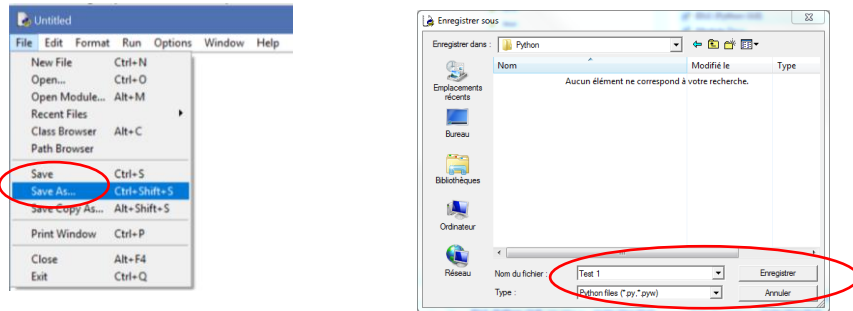 Untitled
File Edit Format Run Options Window Help
New File Ctrl+N
Open... Ctrl+O
Open Module... Alt+M
Recent Files
Class Browser Alt+C
Path Browser
Save Ctrl+S
Save As... Ctrl+Shift+S
Save Copy As... Alt+Shift+S
Print Window Ctrl+P
Close Alt+F4
Exit Ctrl+Q
Enregistrer sous
Enregistrer dans : Python
Nom Modifié le Type
Aucun élément ne correspond à votre recherche.
Emplacements
récents
Bureau
Bibliothèques
Ordinateur
Réseau
Nom du fichier : Test 1 Enregistrer
Type : Python files (*.py,*.pyw) Annuler